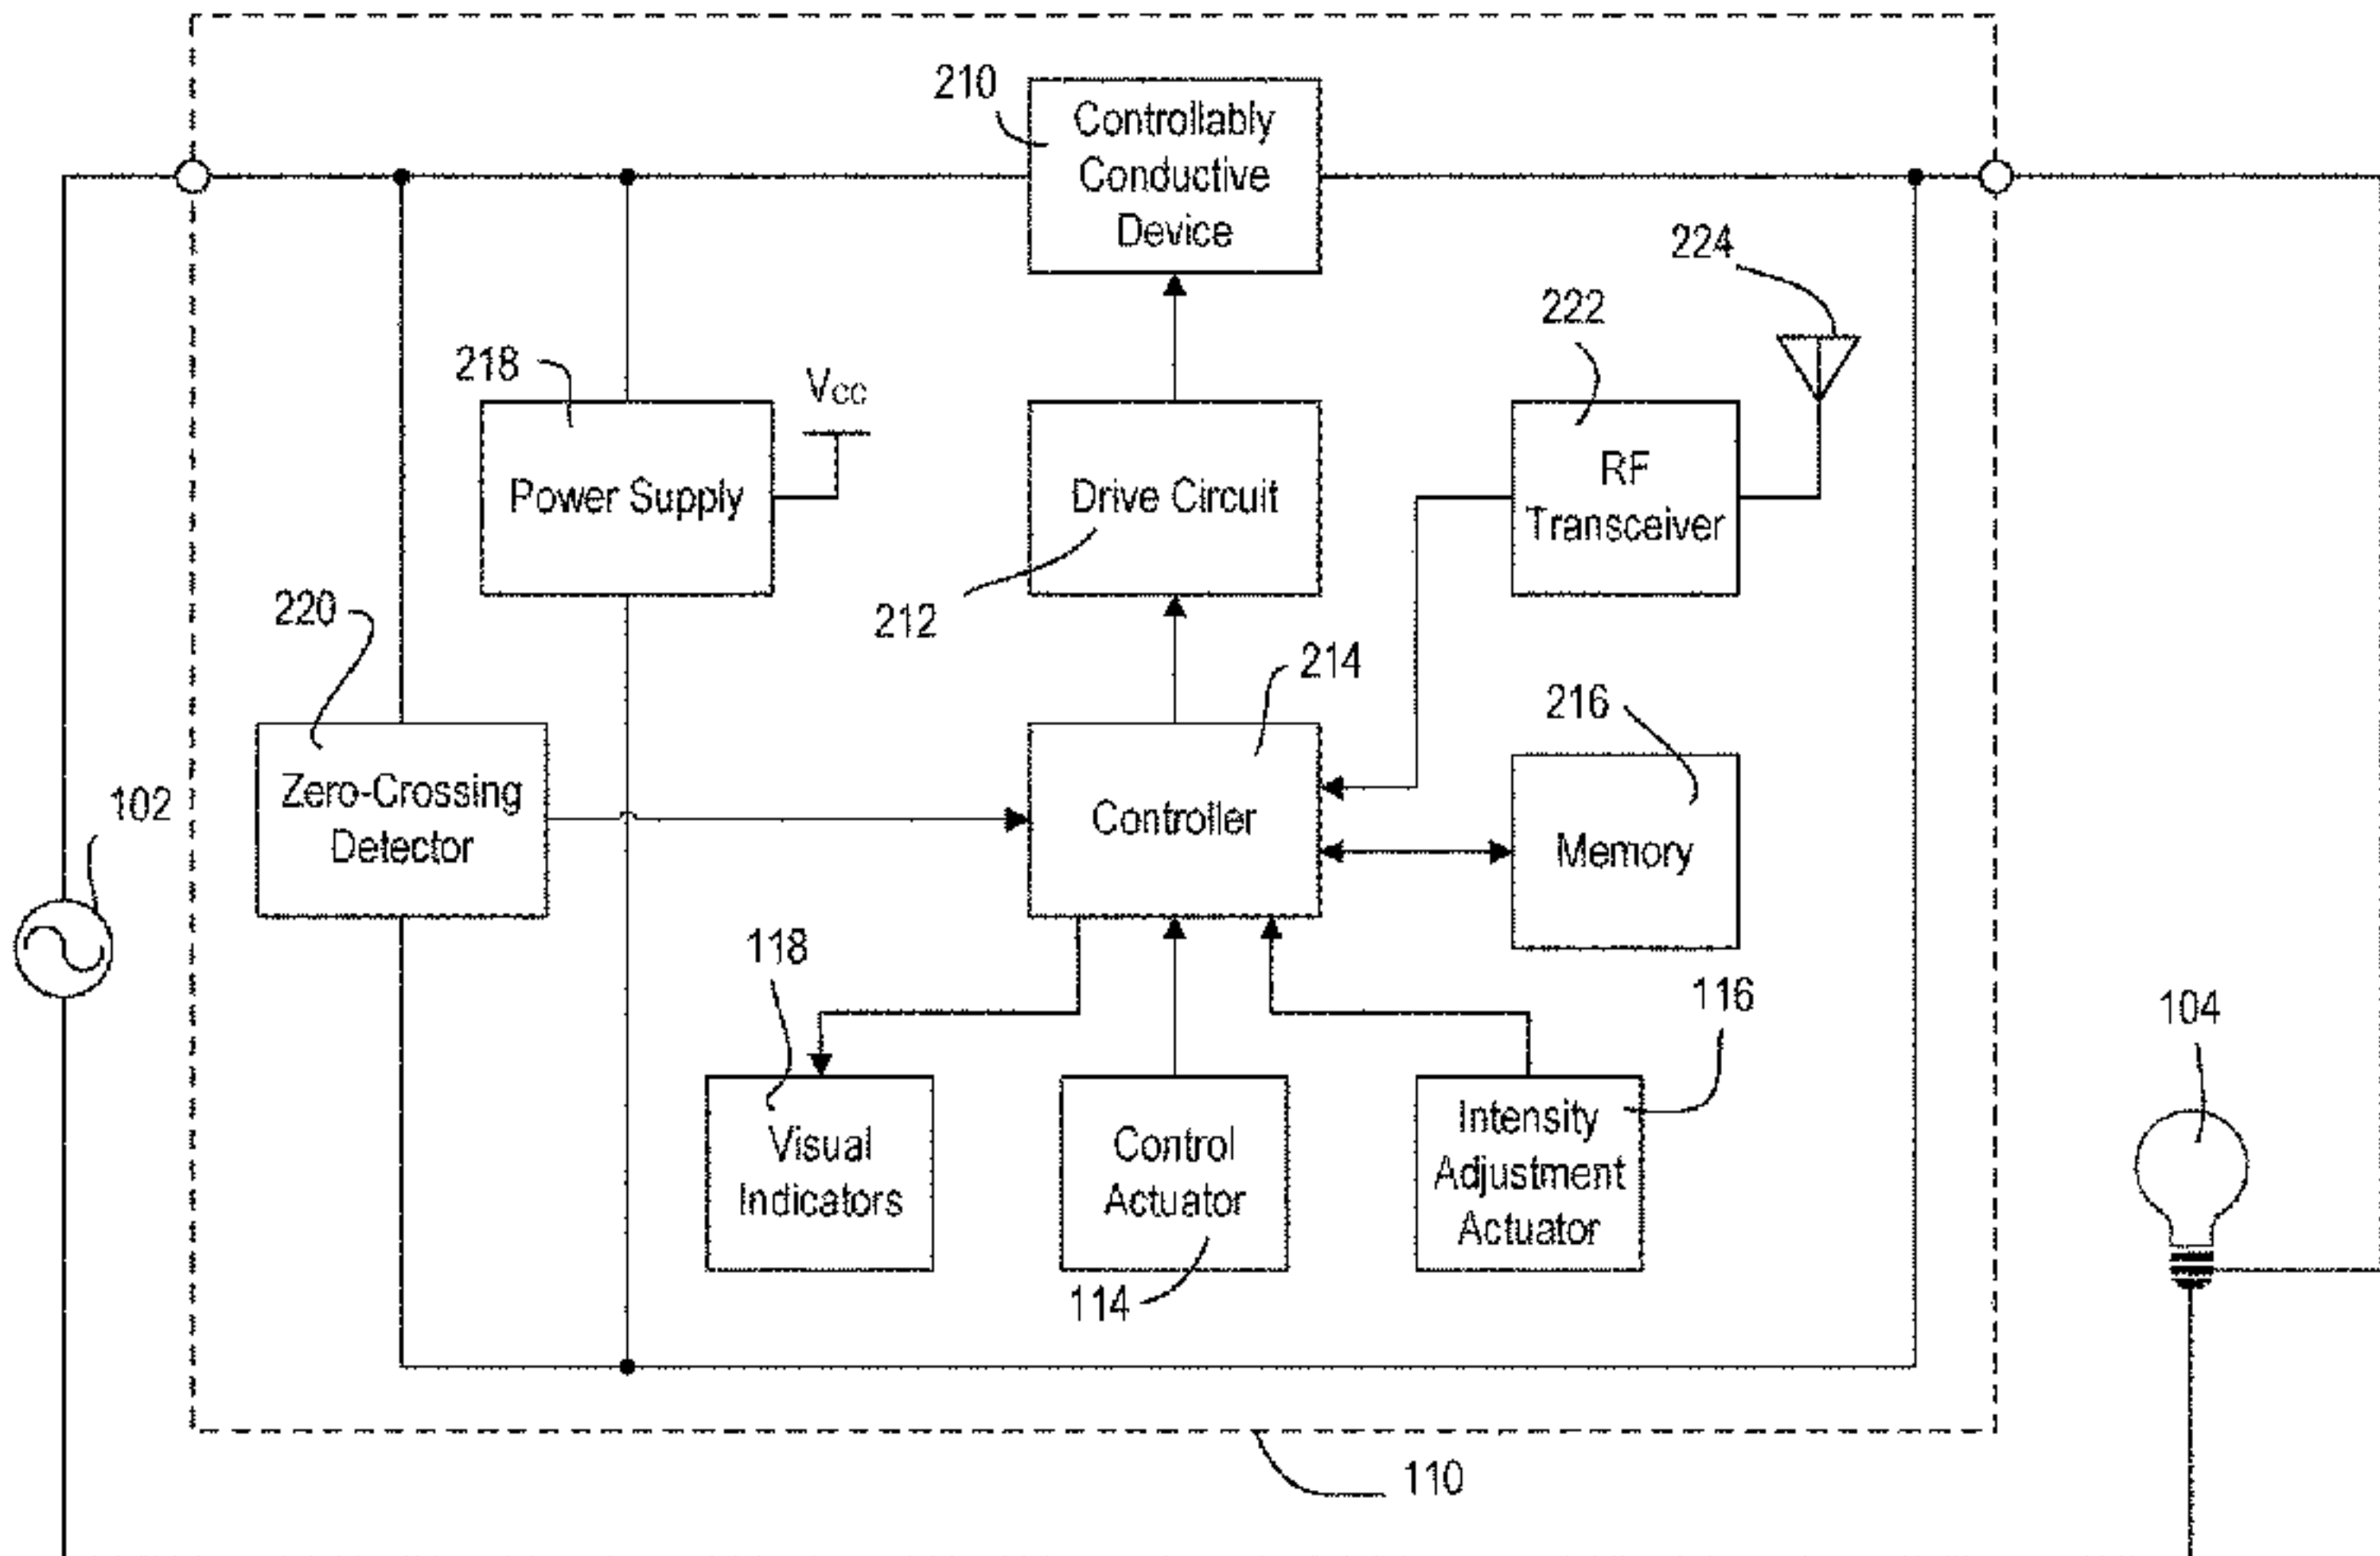 210
Controllably
Conductive
Device
224
222
218
Vcc
Power Supply
Drive Circuit
RF
Transceiver
220
212
214
216
102
Zero-Crossing
Detector
Controller
Memory
118
116
104
Visual
Indicators
Control
Actuator
Intensity
Adjustment
Actuator
114
110